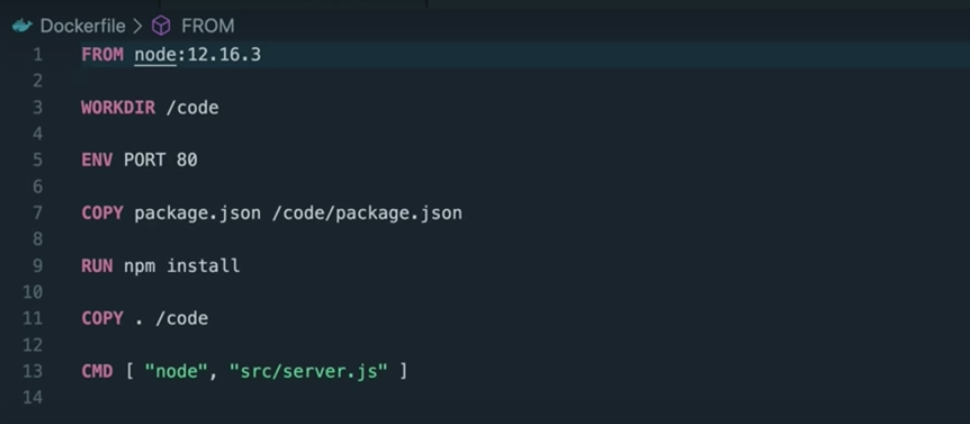 Dockerfile > FROM
1 FROM node:12.16.3
2
3 WORKDIR /code
4
5 ENV PORT 80
6
7 COPY package.json /code/package.json
8
9 RUN npm install
10
11 COPY . /code
12
13 CMD [ "node", "src/server.js" ]
14